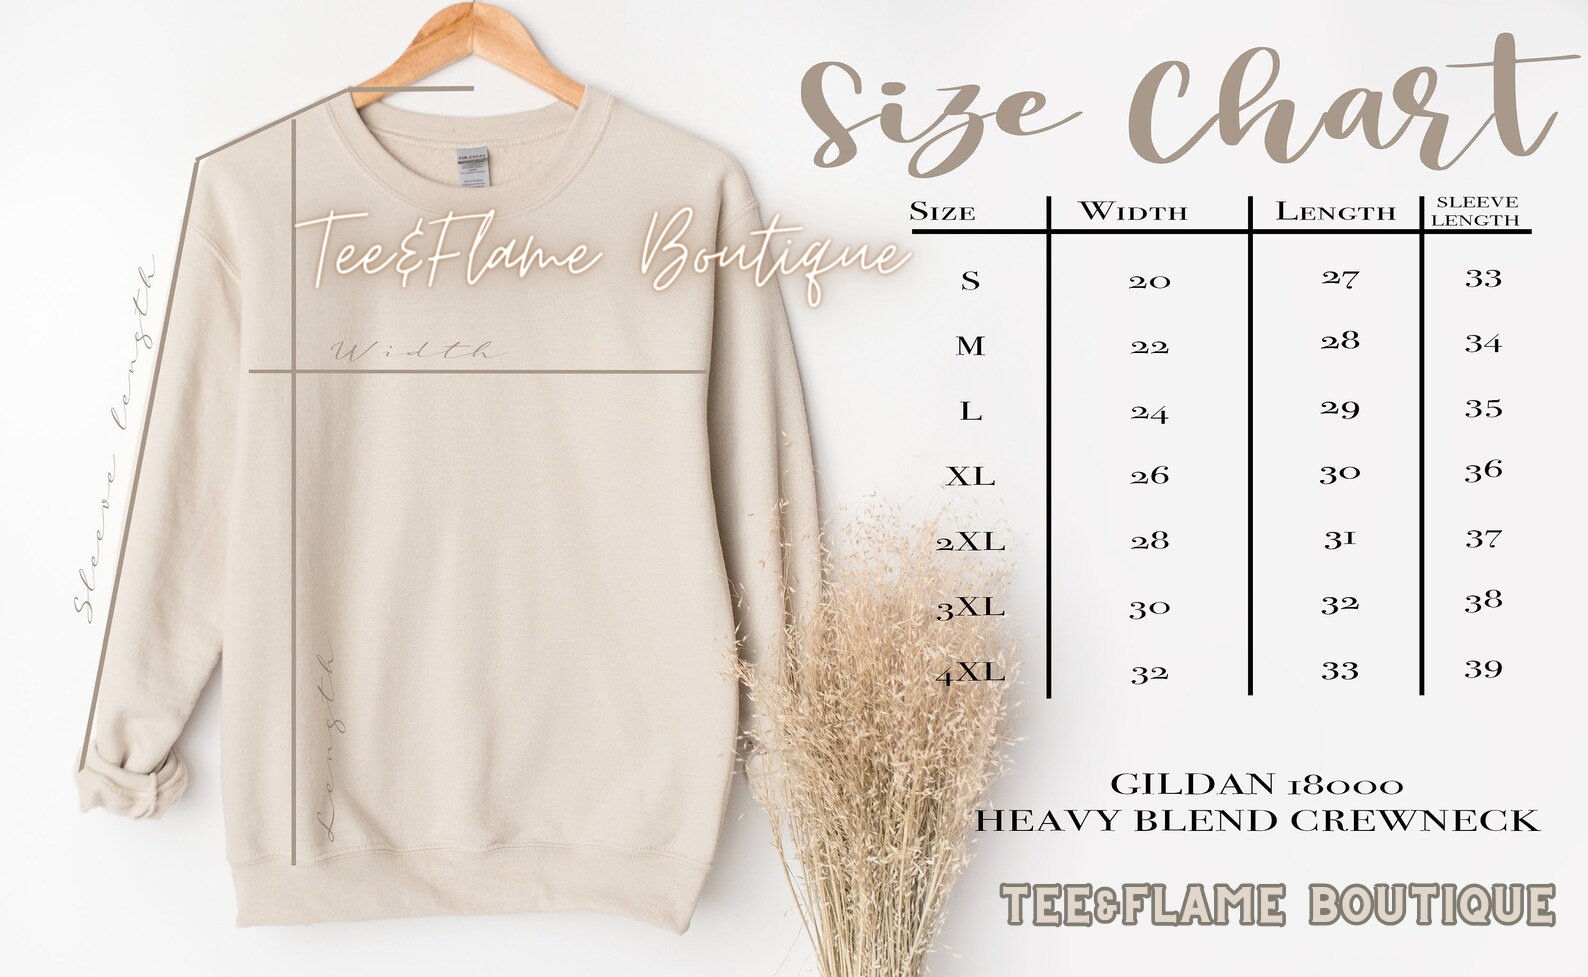 Size Chart
Size Width Length SLEEVE LENGTH
S 20 27 33
M 22 28 34
L 24 29 35
XL 26 30 36
2XL 28 31 37
3XL 30 32 38
4XL 32 33 39
GILDAN 18000
HEAVY BLEND CREWNECK
TEE&FLAME BOUTIQUE
Tee&Flame Boutique
Width
Sleeve length
Length